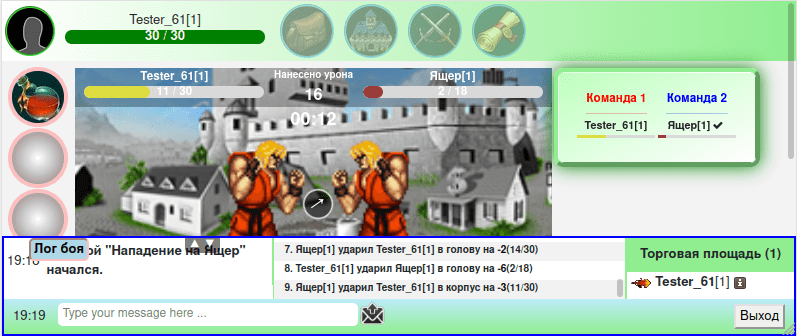 Tester_61[1]
30 / 30
Tester_61[1]
11 / 30
Нанесено урона
16
00:12
Ящер[1]
2 / 18
Команда 1
Команда 2
Tester_61[1]
Ящер[1]
Лог боя
"Нападение на Ящер"
начался.
7. Ящер[1] ударил Tester_61[1] в голову на -2(14/30)
8. Tester_61[1] ударил Ящер[1] в голову на -6(2/18)
9. Ящер[1] ударил Tester_61[1] в корпус на -3(11/30)
Торговая площадь (1)
Tester_61[1]
19:19
Type your message here ...
Выход